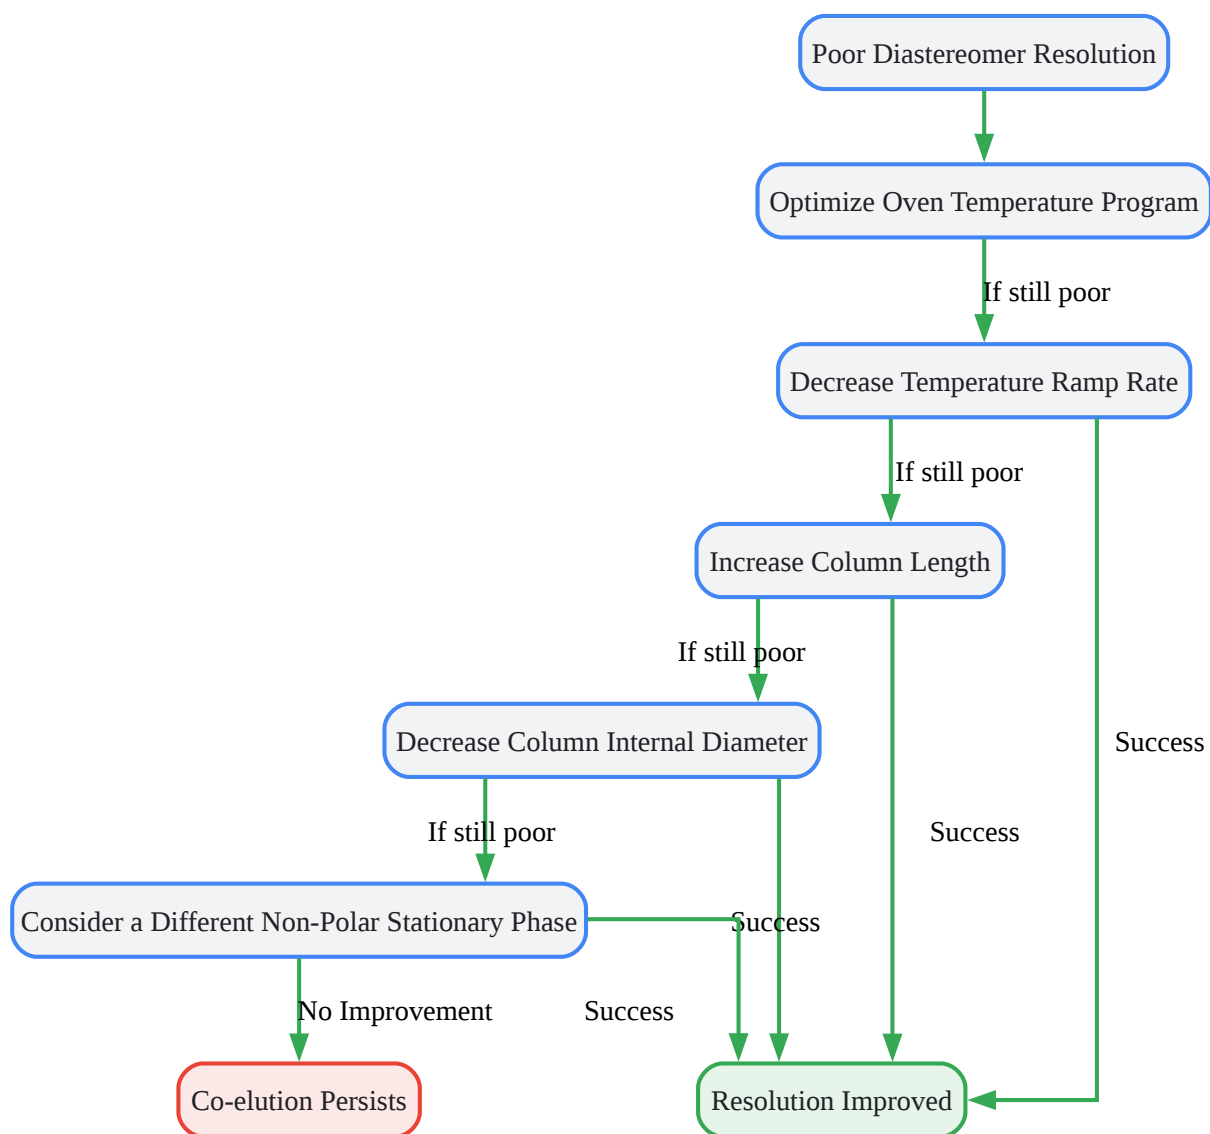 Poor Diastereomer Resolution
Optimize Oven Temperature Program
If still poor
Decrease Temperature Ramp Rate
If still poor
Increase Column Length
If still poor
Decrease Column Internal Diameter
Success
If still poor
Success
Consider a Different Non-Polar Stationary Phase
Success
No Improvement
Success
Co-elution Persists
Resolution Improved